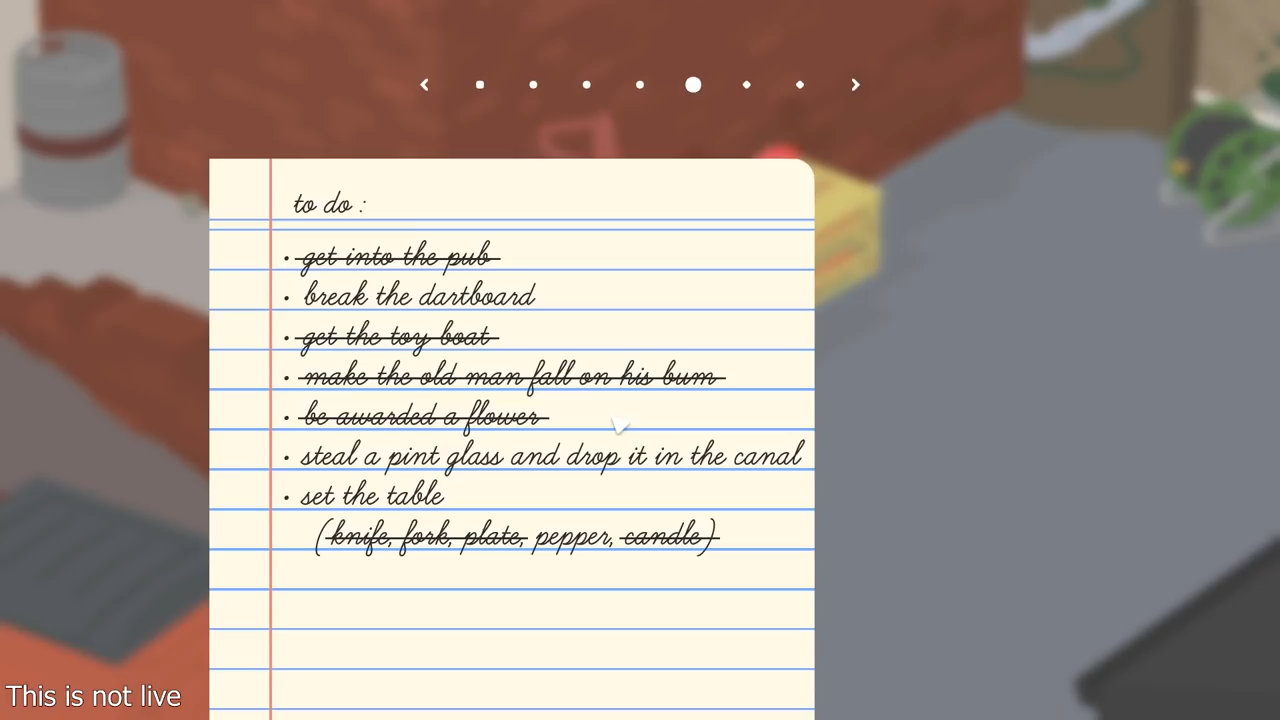 to do :
• get into the pub
• break the dartboard
• get the toy boat
• make the old man fall on his bum
• be awarded a flower
• steal a pint glass and drop it in the canal
• set the table
(knife, fork, plate, pepper, candle)
This is not live